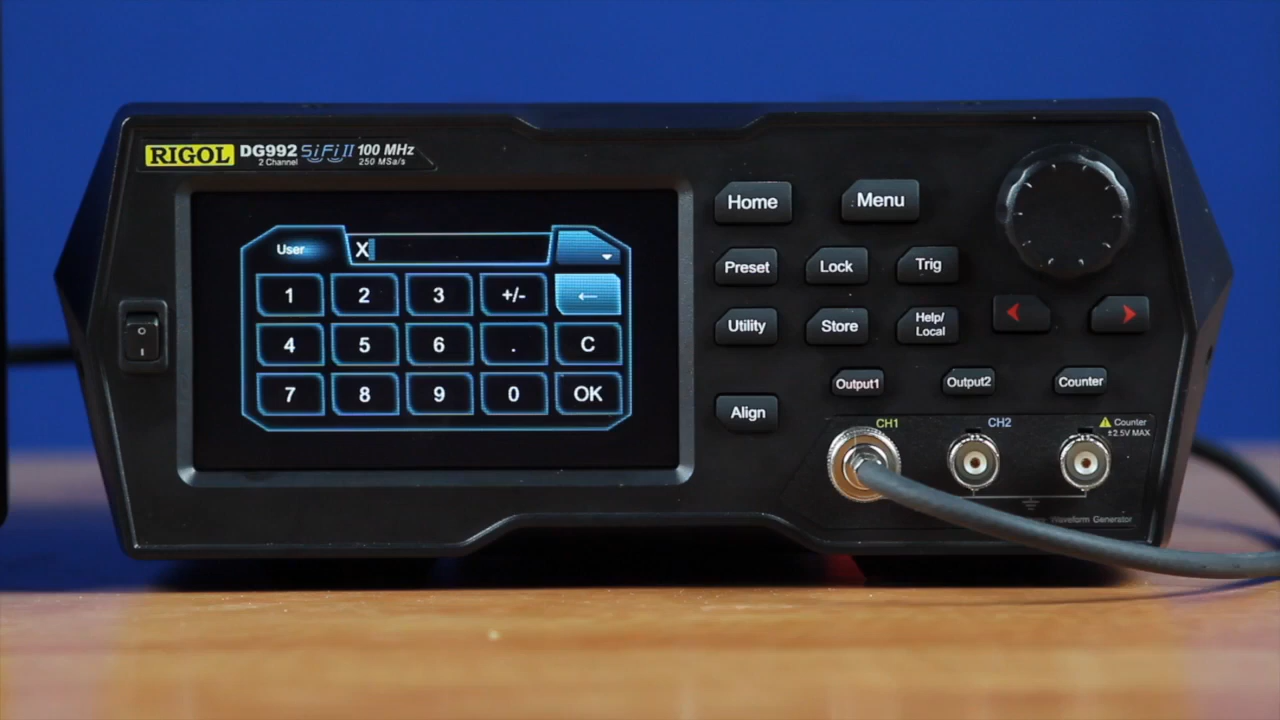 RIGOL DG992 SiFi II 100 MHz
2 Channel 250 MSa/s
User X
1 2 3 +/- ←
4 5 6 . C
7 8 9 0 OK
Home Menu
Preset Lock Trig
Utility Store Help/
Local
Output1 Output2 Counter
Align
CH1 CH2 Counter
±2.5V MAX
Waveform Generator
O
I